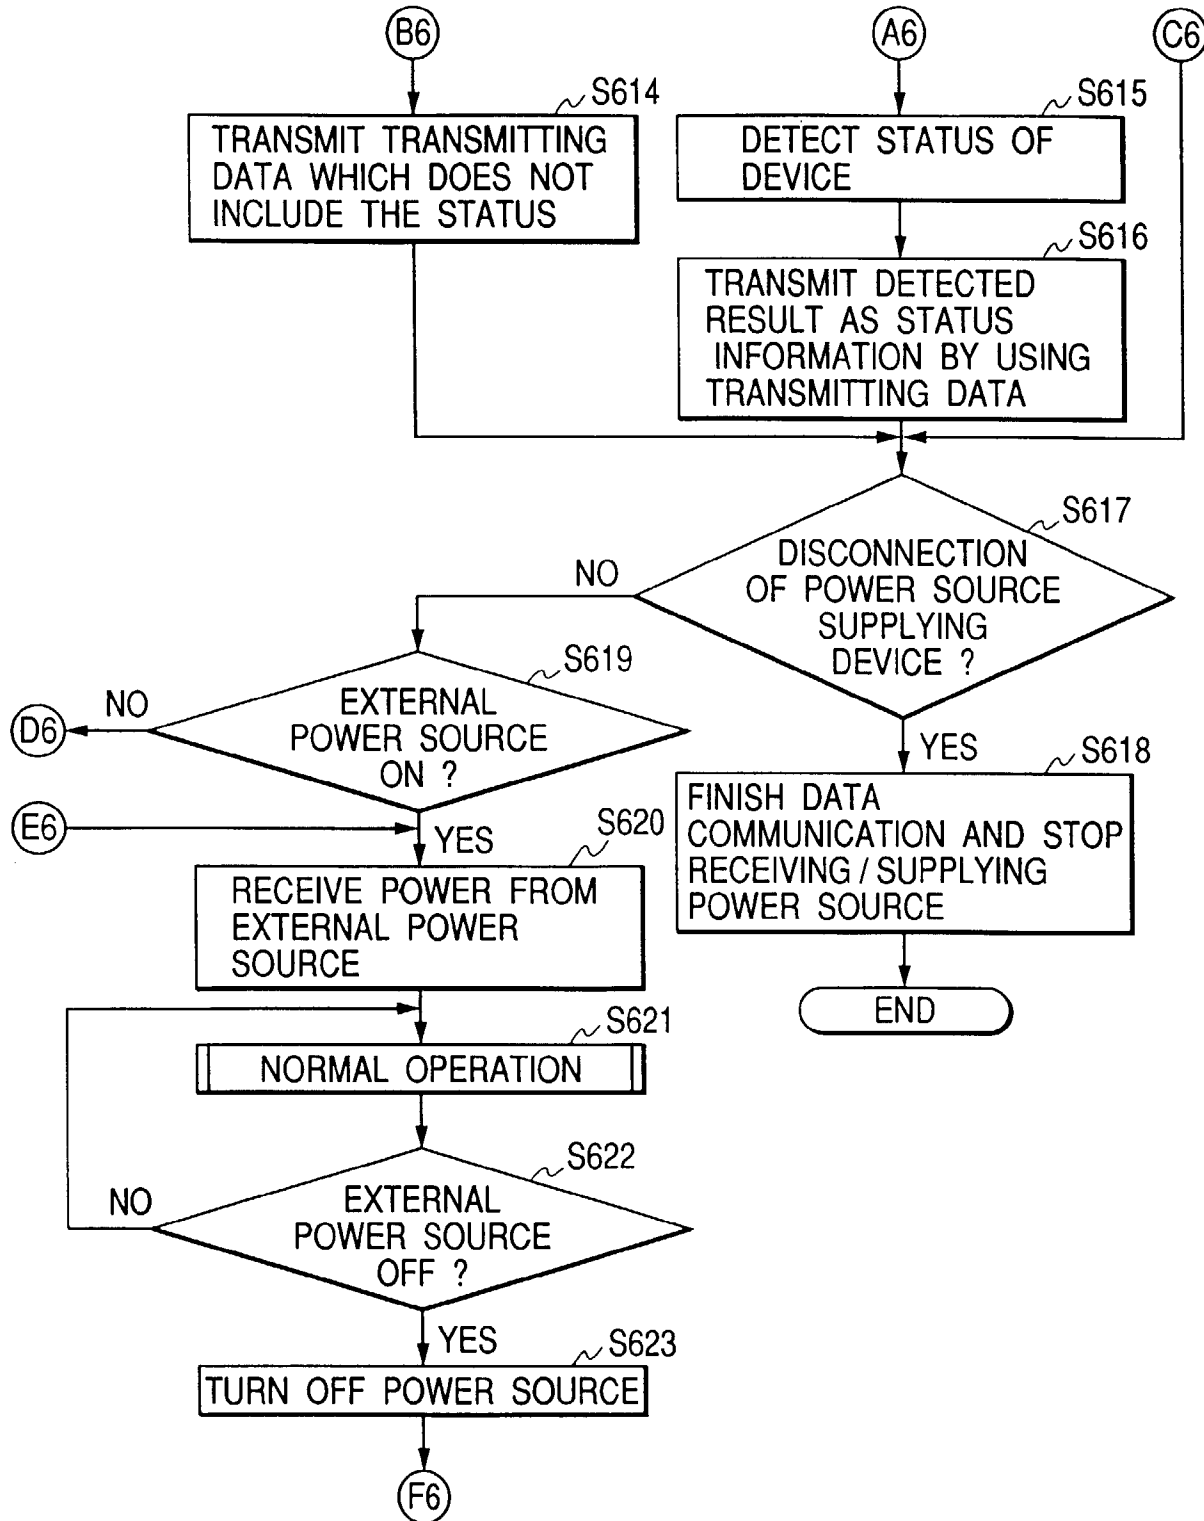 B6
A6
C6
S614
TRANSMIT TRANSMITTING
DATA WHICH DOES NOT
INCLUDE THE STATUS
S615
DETECT STATUS OF
DEVICE
S616
TRANSMIT DETECTED
RESULT AS STATUS
INFORMATION BY USING
TRANSMITTING DATA
S617
DISCONNECTION
OF POWER SOURCE
SUPPLYING
DEVICE ?
NO
YES
S618
FINISH DATA
COMMUNICATION AND STOP
RECEIVING / SUPPLYING
POWER SOURCE
END
S619
EXTERNAL
POWER SOURCE
ON ?
NO
D6
E6
YES
S620
RECEIVE POWER FROM
EXTERNAL POWER
SOURCE
S621
NORMAL OPERATION
S622
EXTERNAL
POWER SOURCE
OFF ?
NO
YES
S623
TURN OFF POWER SOURCE
F6